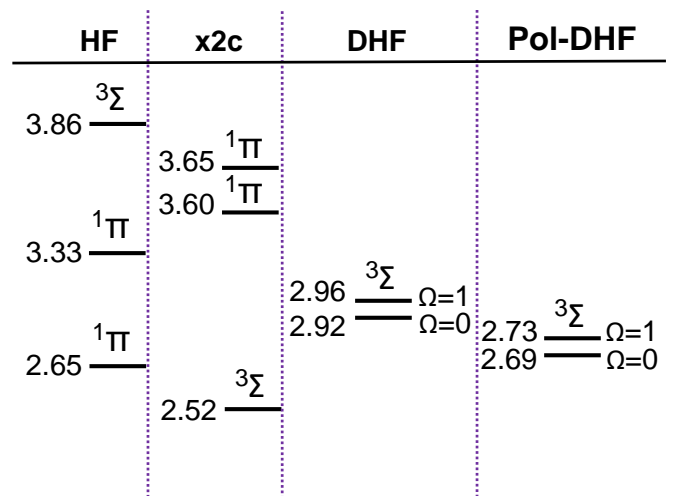 HF x2c DHF Pol-DHF
³Σ
3.86
¹π
3.65
¹π
3.60
¹π
3.33
³Σ
2.96 Ω=1
2.92 Ω=0
³Σ
2.73 Ω=1
2.69 Ω=0
¹π
2.65
³Σ
2.52